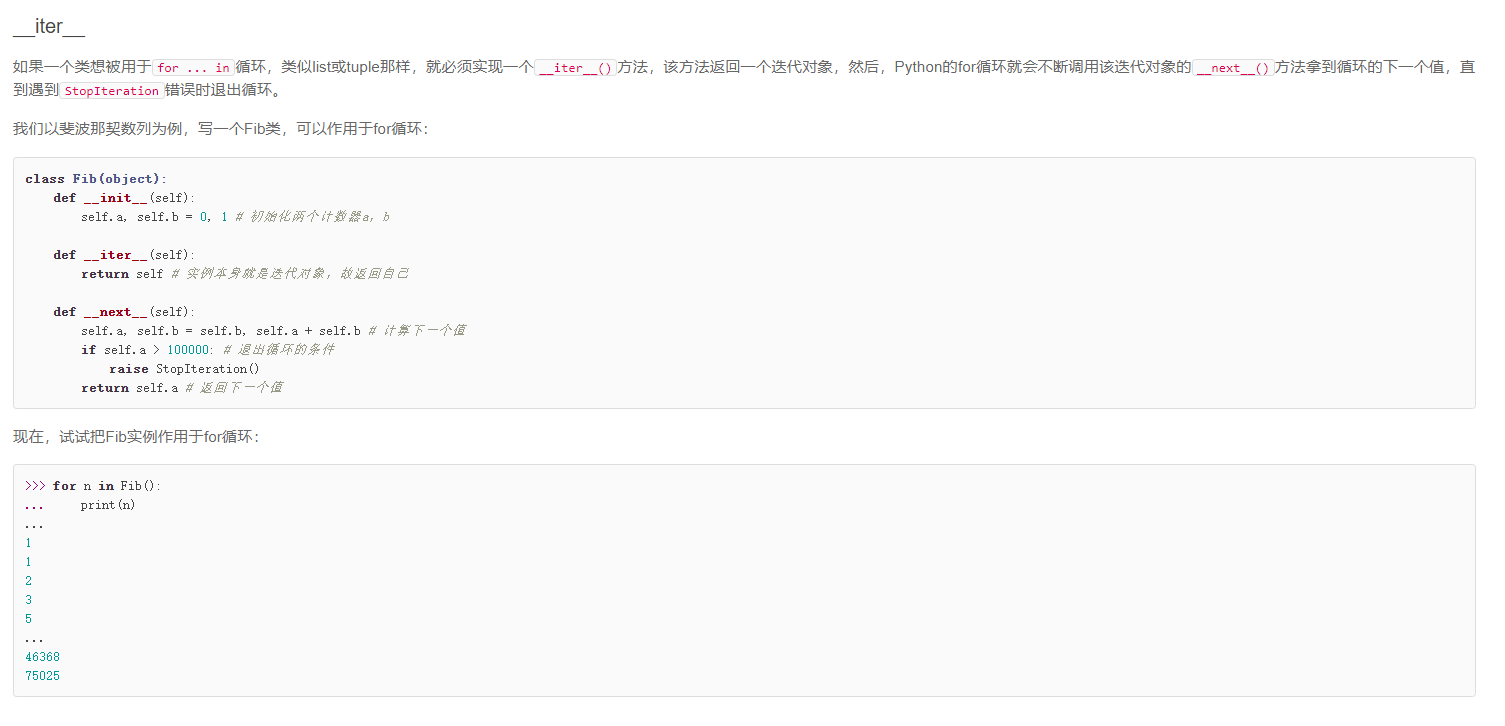 __iter__
如果一个类想被用于for ... in循环，类似list或tuple那样，就必须实现一个__iter__()方法，该方法返回一个迭代对象，然后，Python的for循环就会不断调用该迭代对象的__next__()方法拿到循环的下一个值，直
到遇到StopIteration错误时退出循环。
我们以斐波那契数列为例，写一个Fib类，可以作用于for循环：
class Fib(object):
    def __init__(self):
        self.a, self.b = 0, 1 # 初始化两个计数器a，b
    def __iter__(self):
        return self # 实例本身就是迭代对象，故返回自己
    def __next__(self):
        self.a, self.b = self.b, self.a + self.b # 计算下一个值
        if self.a > 100000: # 退出循环的条件
            raise StopIteration()
        return self.a # 返回下一个值
现在，试试把Fib实例作用于for循环：
>>> for n in Fib():
...     print(n)
...
1
1
2
3
5
...
46368
75025